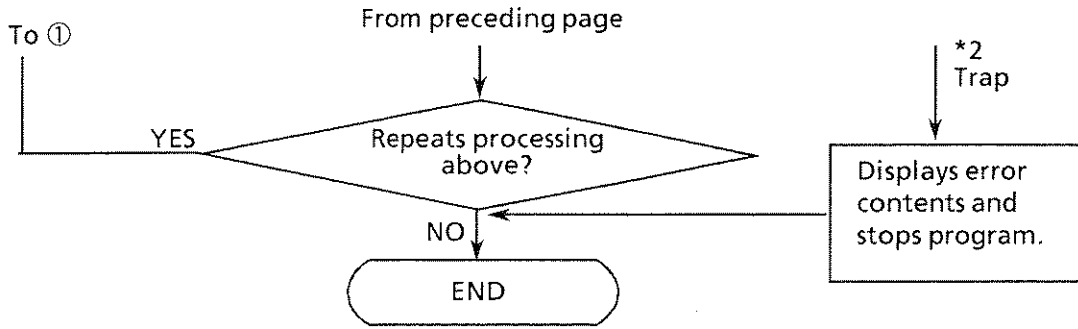 From preceding page
To ①
*2
Trap
YES
Repeats processing
above?
Displays error
contents and
stops program.
NO
END